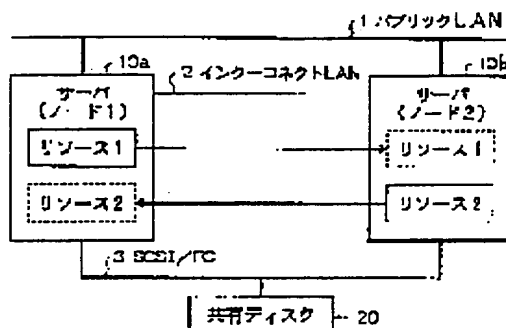 1 パブリックLAN
10a
10b
2 インターコネクトLAN
サーバ
(ノード1)
サーバ
(ノード2)
リソース1
リソース1
リソース2
リソース2
3 SCSI/FC
共有ディスク
20